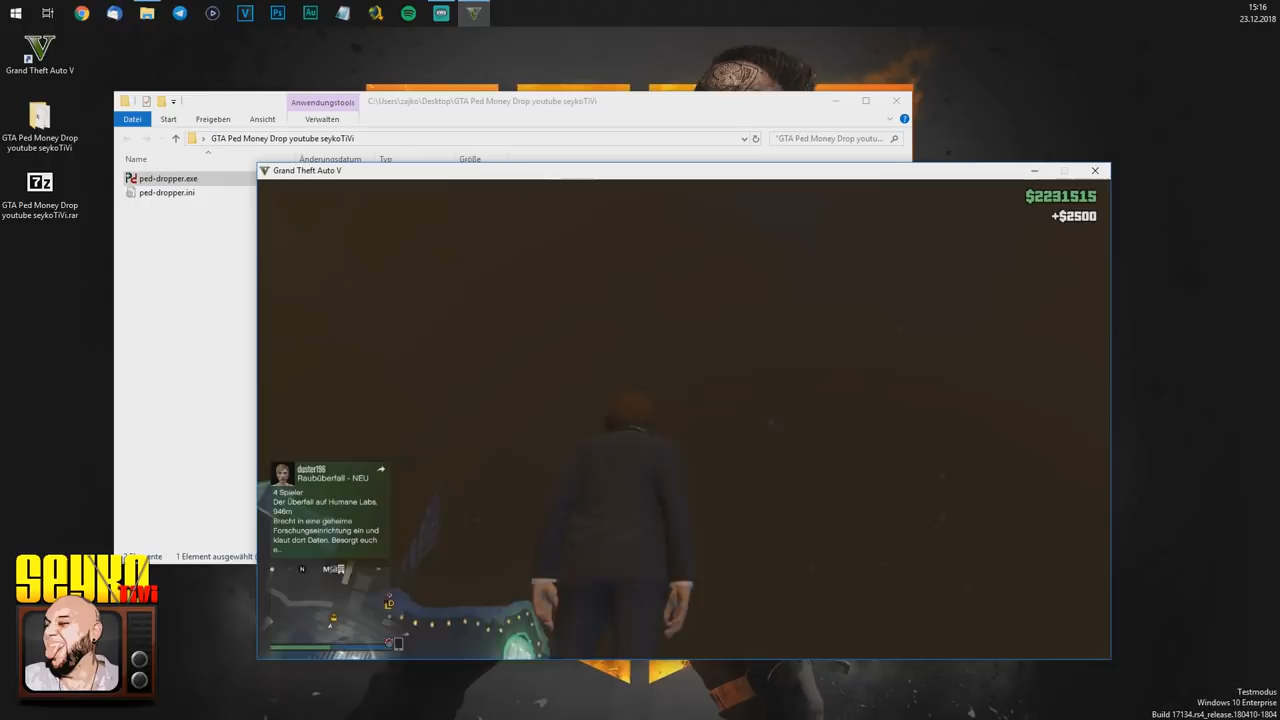 15:16
23.12.2018
Grand Theft Auto V
GTA Ped Money Drop
youtube seykoTiVi
GTA Ped Money Drop
youtube seykoTiVi.rar
Anwendungstools
C:\Users\zajko\Desktop\GTA Ped Money Drop youtube seykoTiVi
Datei
Start
Freigeben
Ansicht
Verwalten
GTA Ped Money Drop youtube seykoTiVi
"GTA Ped Money Drop youtu...
Name
Änderungsdatum
Typ
Größe
ped-dropper.exe
ped-dropper.ini
1 Element ausgewählt
Grand Theft Auto V
$2231515
+$2500
duster196
Raubüberfall - NEU
4 Spieler
Der Überfall auf Humane Labs.
946m
Brecht in eine geheime
Forschungseinrichtung ein und
klaut dort Daten. Besorgt euch
e..
N
seyko
TiVi
Testmodus
Windows 10 Enterprise
Build 17134.rs4_release.180410-1804